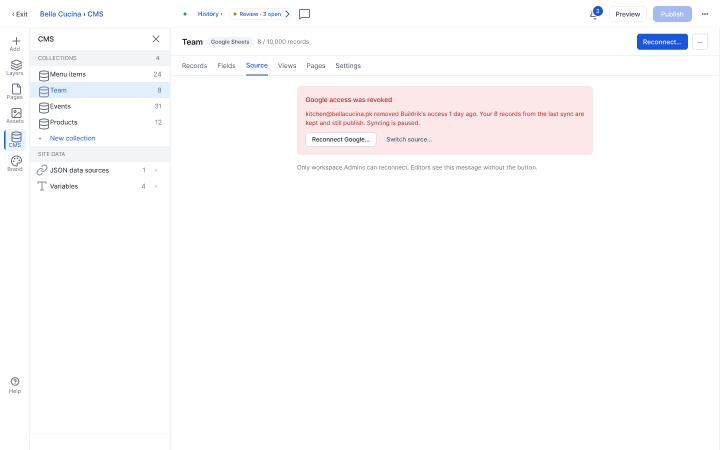 ‹ Exit
Bella Cucina › CMS
History ›
Review · 3 open
3
Preview
Publish
Add
Layers
Pages
Assets
CMS
Brand
Help
CMS
COLLECTIONS 4
Menu items 24
Team 8
Events 31
Products 12
+ New collection
SITE DATA
JSON data sources 1
Variables 4
Team
Google Sheets
8 / 10,000 records
Reconnect...
Records
Fields
Source
Views
Pages
Settings
Google access was revoked
kitchen@bellacucina.pk removed Buildrik's access 1 day ago. Your 8 records from the last sync are
kept and still publish. Syncing is paused.
Reconnect Google...
Switch source...
Only workspace Admins can reconnect. Editors see this message without the button.